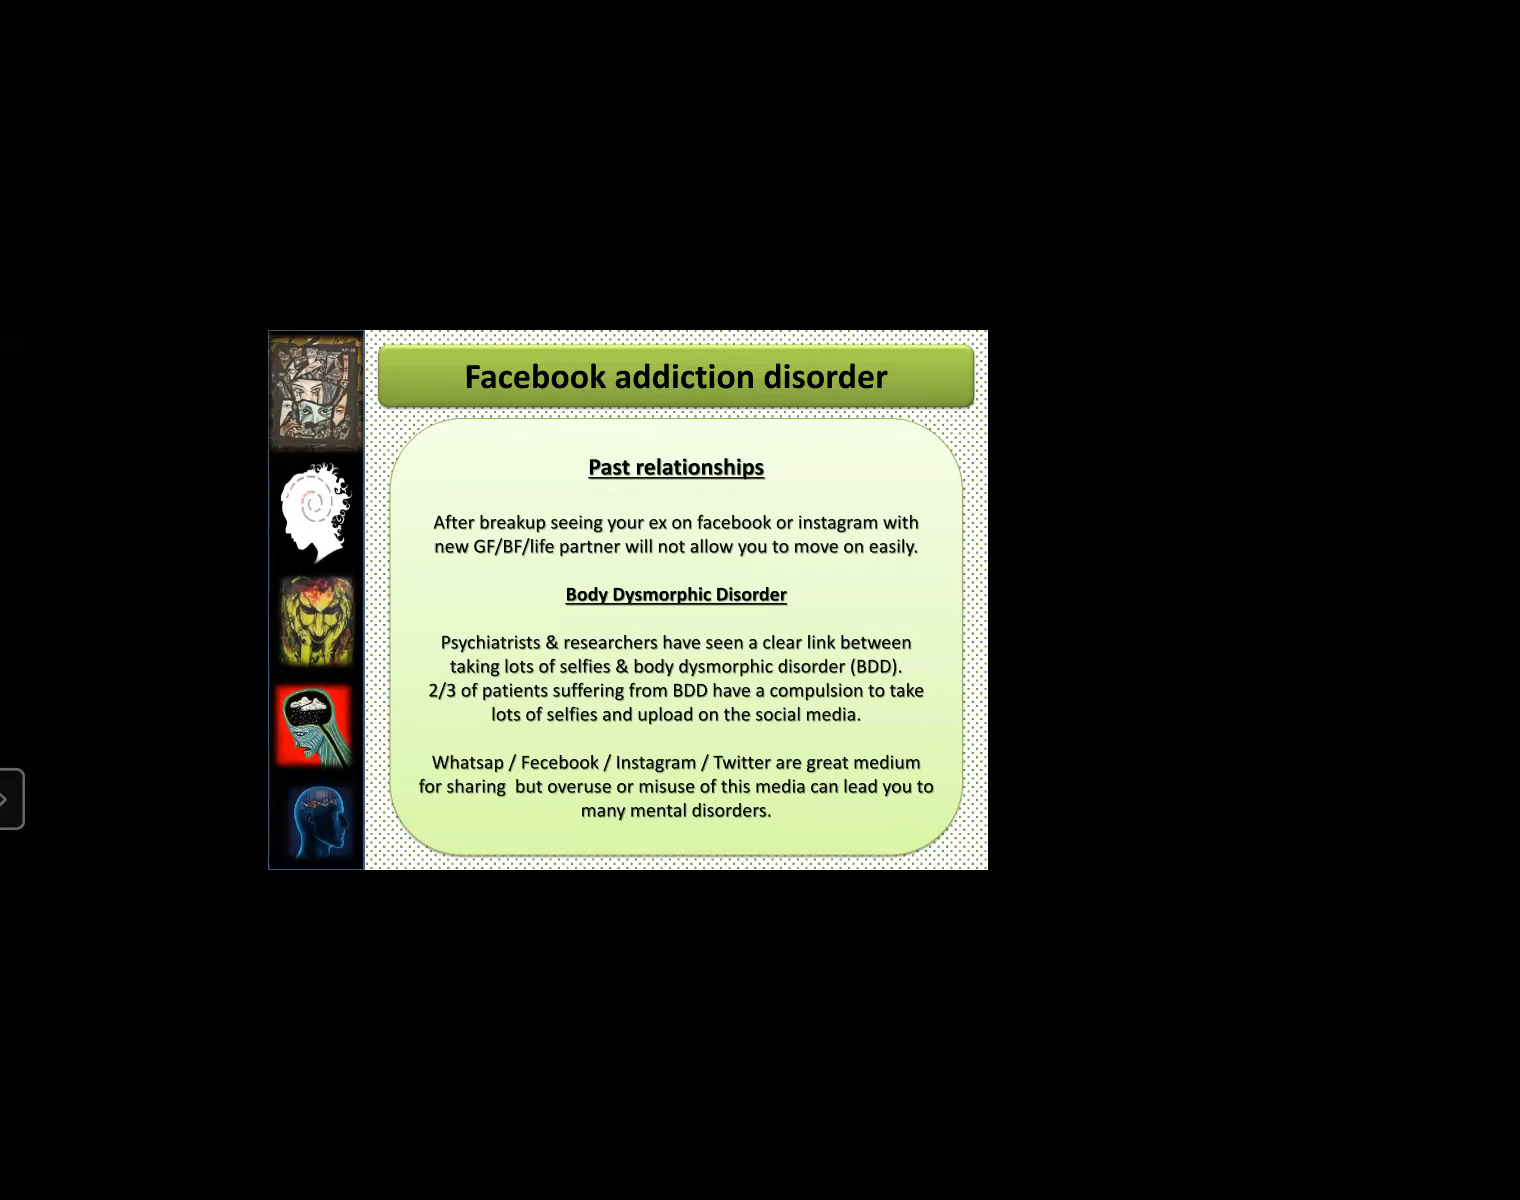 Facebook addiction disorder
Past relationships
After breakup seeing your ex on facebook or instagram with
new GF/BF/life partner will not allow you to move on easily.
Body Dysmorphic Disorder
Psychiatrists & researchers have seen a clear link between
taking lots of selfies & body dysmorphic disorder (BDD).
2/3 of patients suffering from BDD have a compulsion to take
lots of selfies and upload on the social media.
Whatsap / Fecebook / Instagram / Twitter are great medium
for sharing  but overuse or misuse of this media can lead you to
many mental disorders.